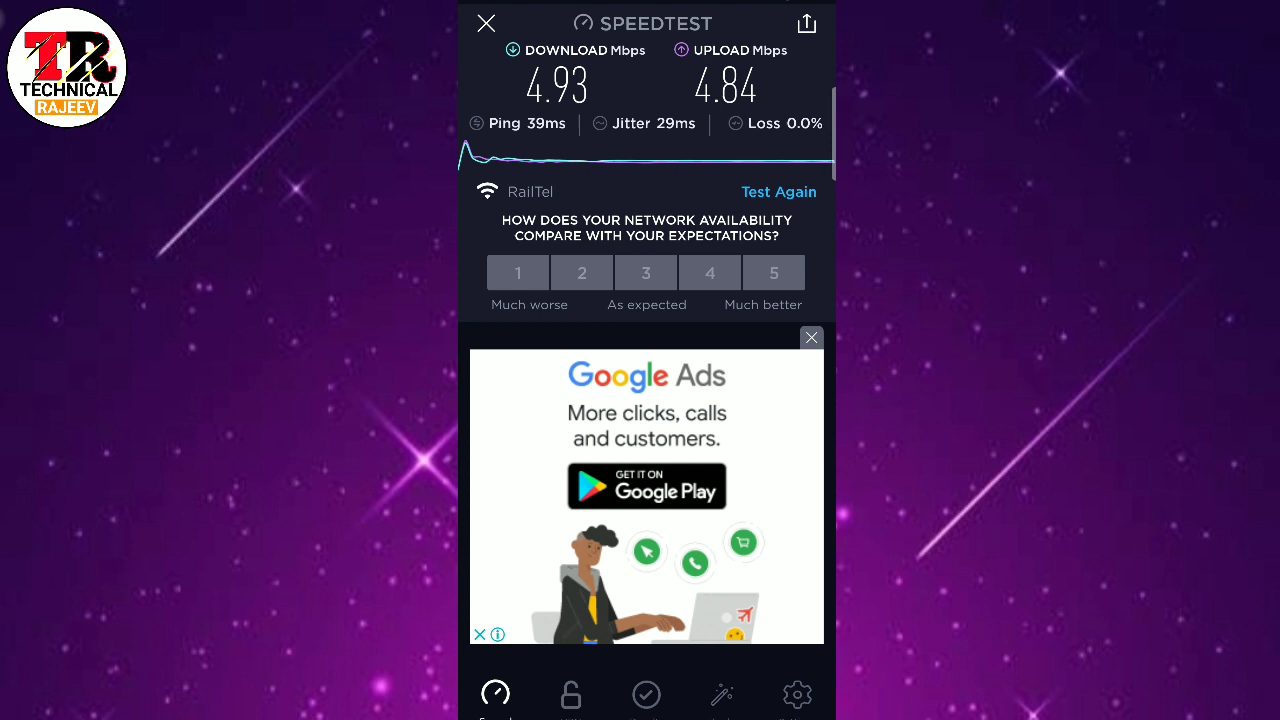 TR
TECHNICAL
RAJEEV
SPEEDTEST
DOWNLOAD Mbps UPLOAD Mbps
4.93 4.84
Ping 39ms Jitter 29ms Loss 0.0%
RailTel Test Again
HOW DOES YOUR NETWORK AVAILABILITY
COMPARE WITH YOUR EXPECTATIONS?
1 2 3 4 5
Much worse As expected Much better
Google Ads
More clicks, calls
and customers.
GET IT ON
Google Play